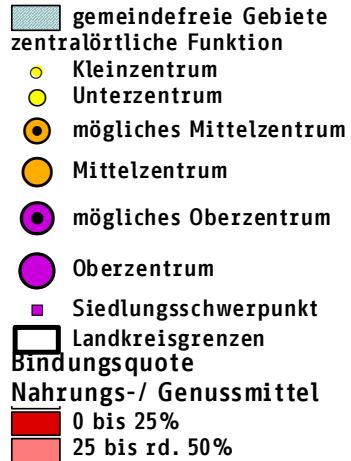 gemeindefreie Gebiete
zentralörtliche Funktion
Kleinzentrum
Unterzentrum
mögliches Mittelzentrum
Mittelzentrum
mögliches Oberzentrum
Oberzentrum
Siedlungsschwerpunkt
Landkreisgrenzen
Bindungsquote
Nahrungs-/ Genussmittel
0 bis 25%
25 bis rd. 50%